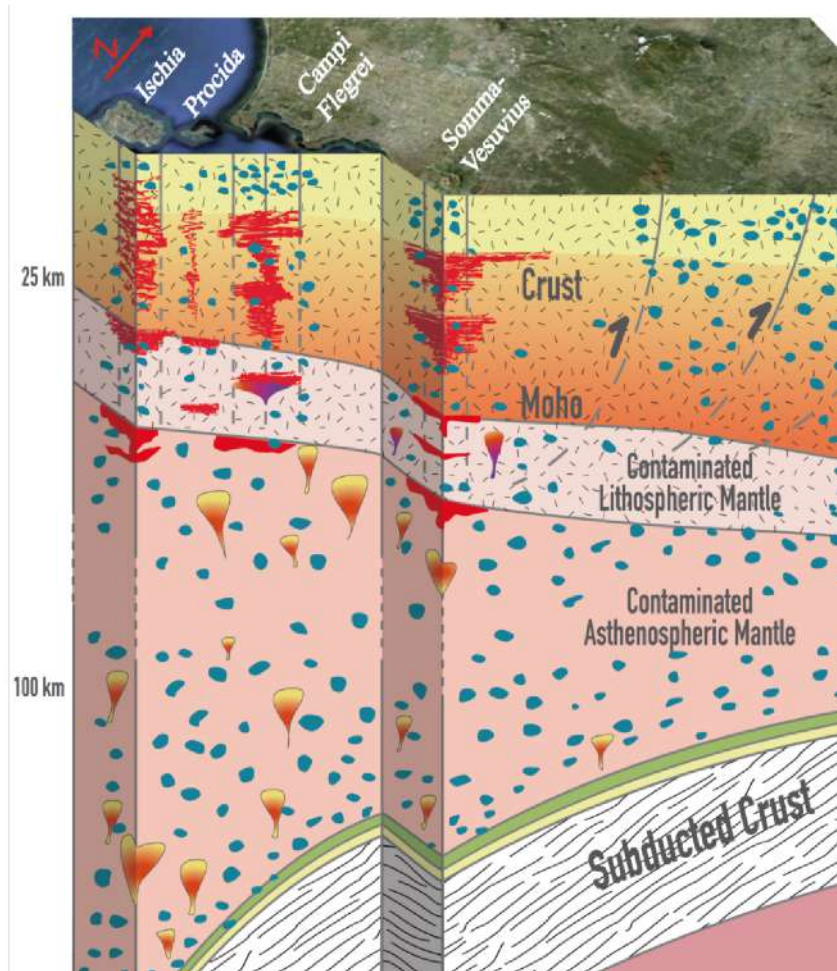 N
Ischia
Procida
Campi
Flegrei
Somma-
Vesuvius
25 km
Crust
Moho
Contaminated
Lithospheric Mantle
Contaminated
Asthenospheric Mantle
100 km
Subducted Crust